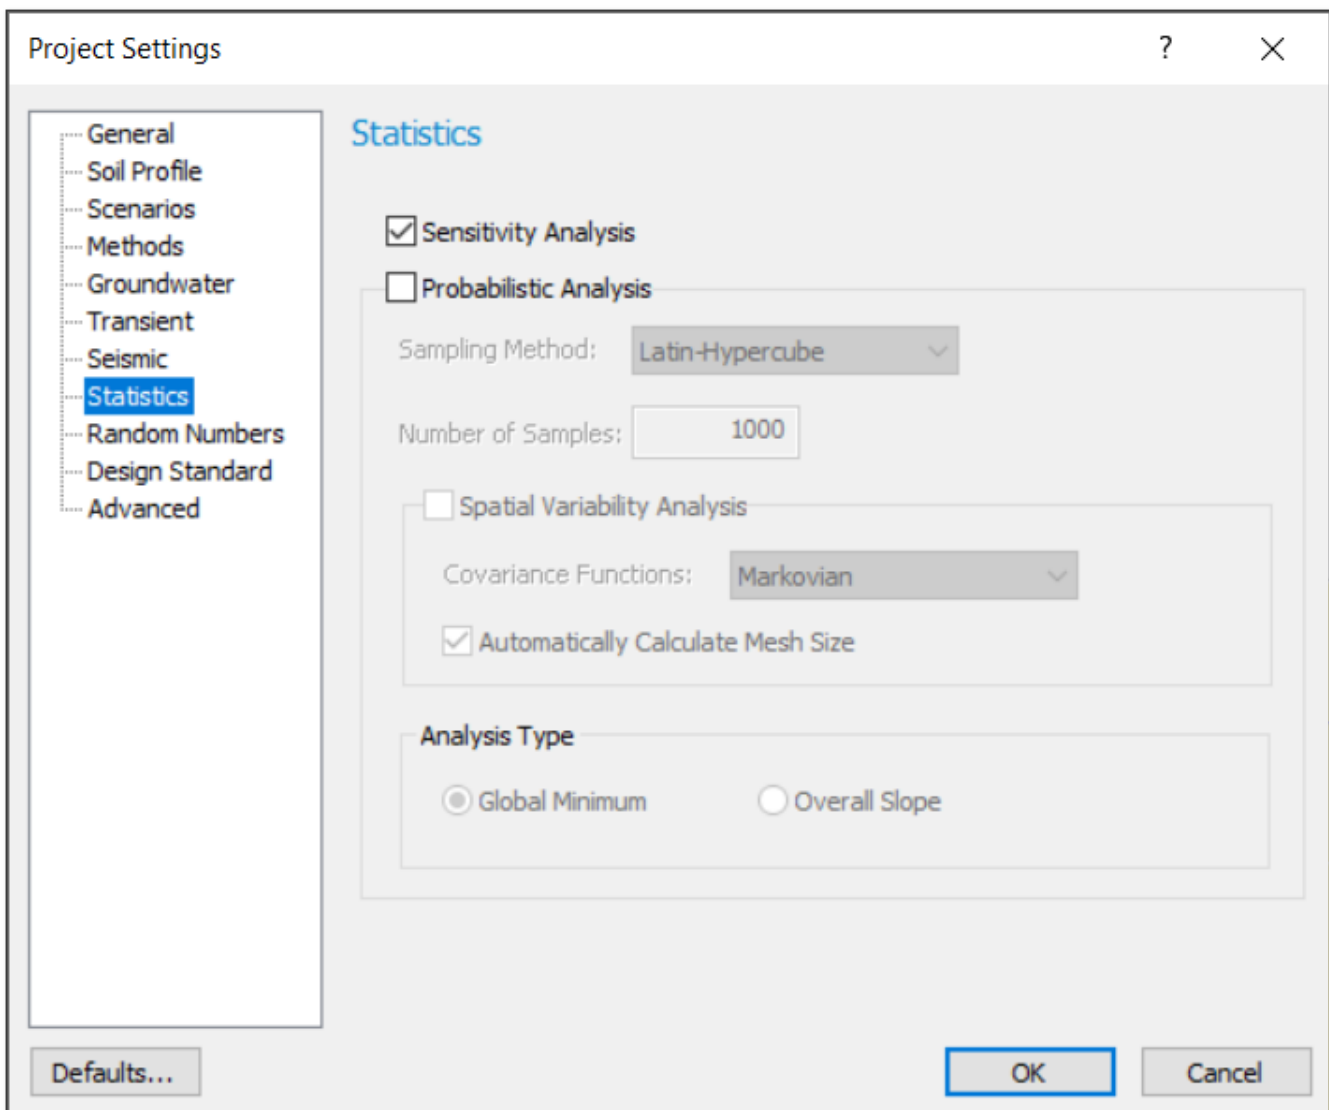 Project Settings
?
General
Soil Profile
Scenarios
Methods
Groundwater
Transient
Seismic
Statistics
Random Numbers
Design Standard
Advanced
Statistics
Sensitivity Analysis
Probabilistic Analysis
Sampling Method: Latin-Hypercube
Number of Samples: 1000
Spatial Variability Analysis
Covariance Functions: Markovian
Automatically Calculate Mesh Size
Analysis Type
Global Minimum Overall Slope
Defaults... OK Cancel